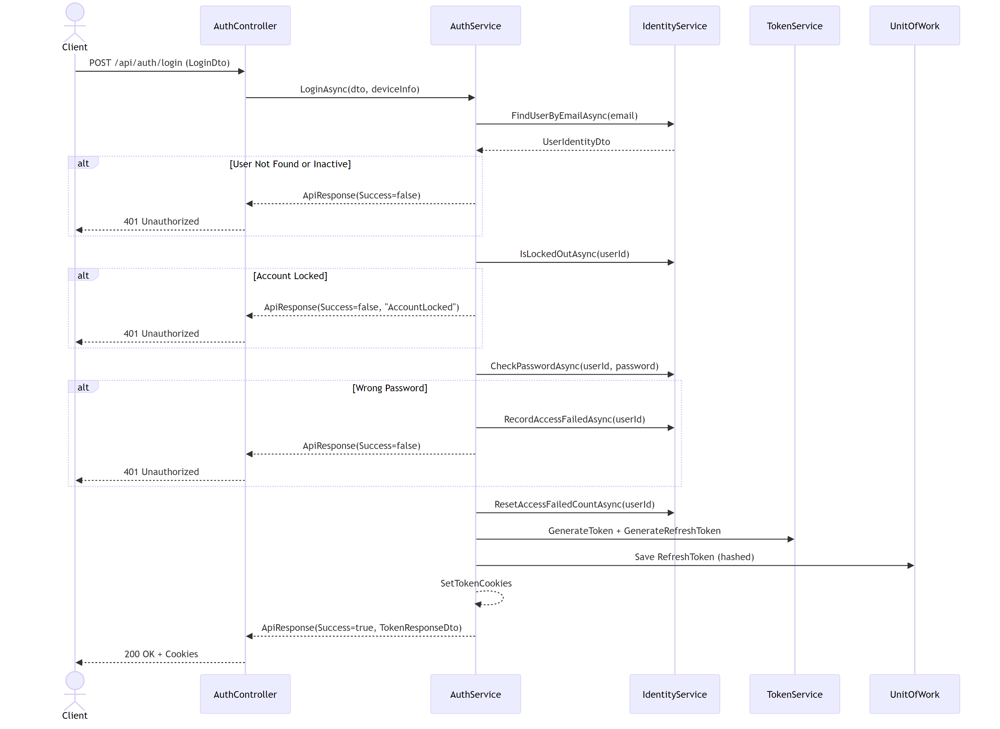 Client
AuthController
AuthService
IdentityService
TokenService
UnitOfWork
POST /api/auth/login (LoginDto)
LoginAsync(dto, deviceInfo)
FindUserByEmailAsync(email)
UserIdentityDto
alt
[User Not Found or Inactive]
ApiResponse(Success=false)
401 Unauthorized
IsLockedOutAsync(userId)
alt
[Account Locked]
ApiResponse(Success=false, "AccountLocked")
401 Unauthorized
CheckPasswordAsync(userId, password)
alt
[Wrong Password]
RecordAccessFailedAsync(userId)
ApiResponse(Success=false)
401 Unauthorized
ResetAccessFailedCountAsync(userId)
GenerateToken + GenerateRefreshToken
Save RefreshToken (hashed)
SetTokenCookies
ApiResponse(Success=true, TokenResponseDto)
200 OK + Cookies
Client
AuthController
AuthService
IdentityService
TokenService
UnitOfWork